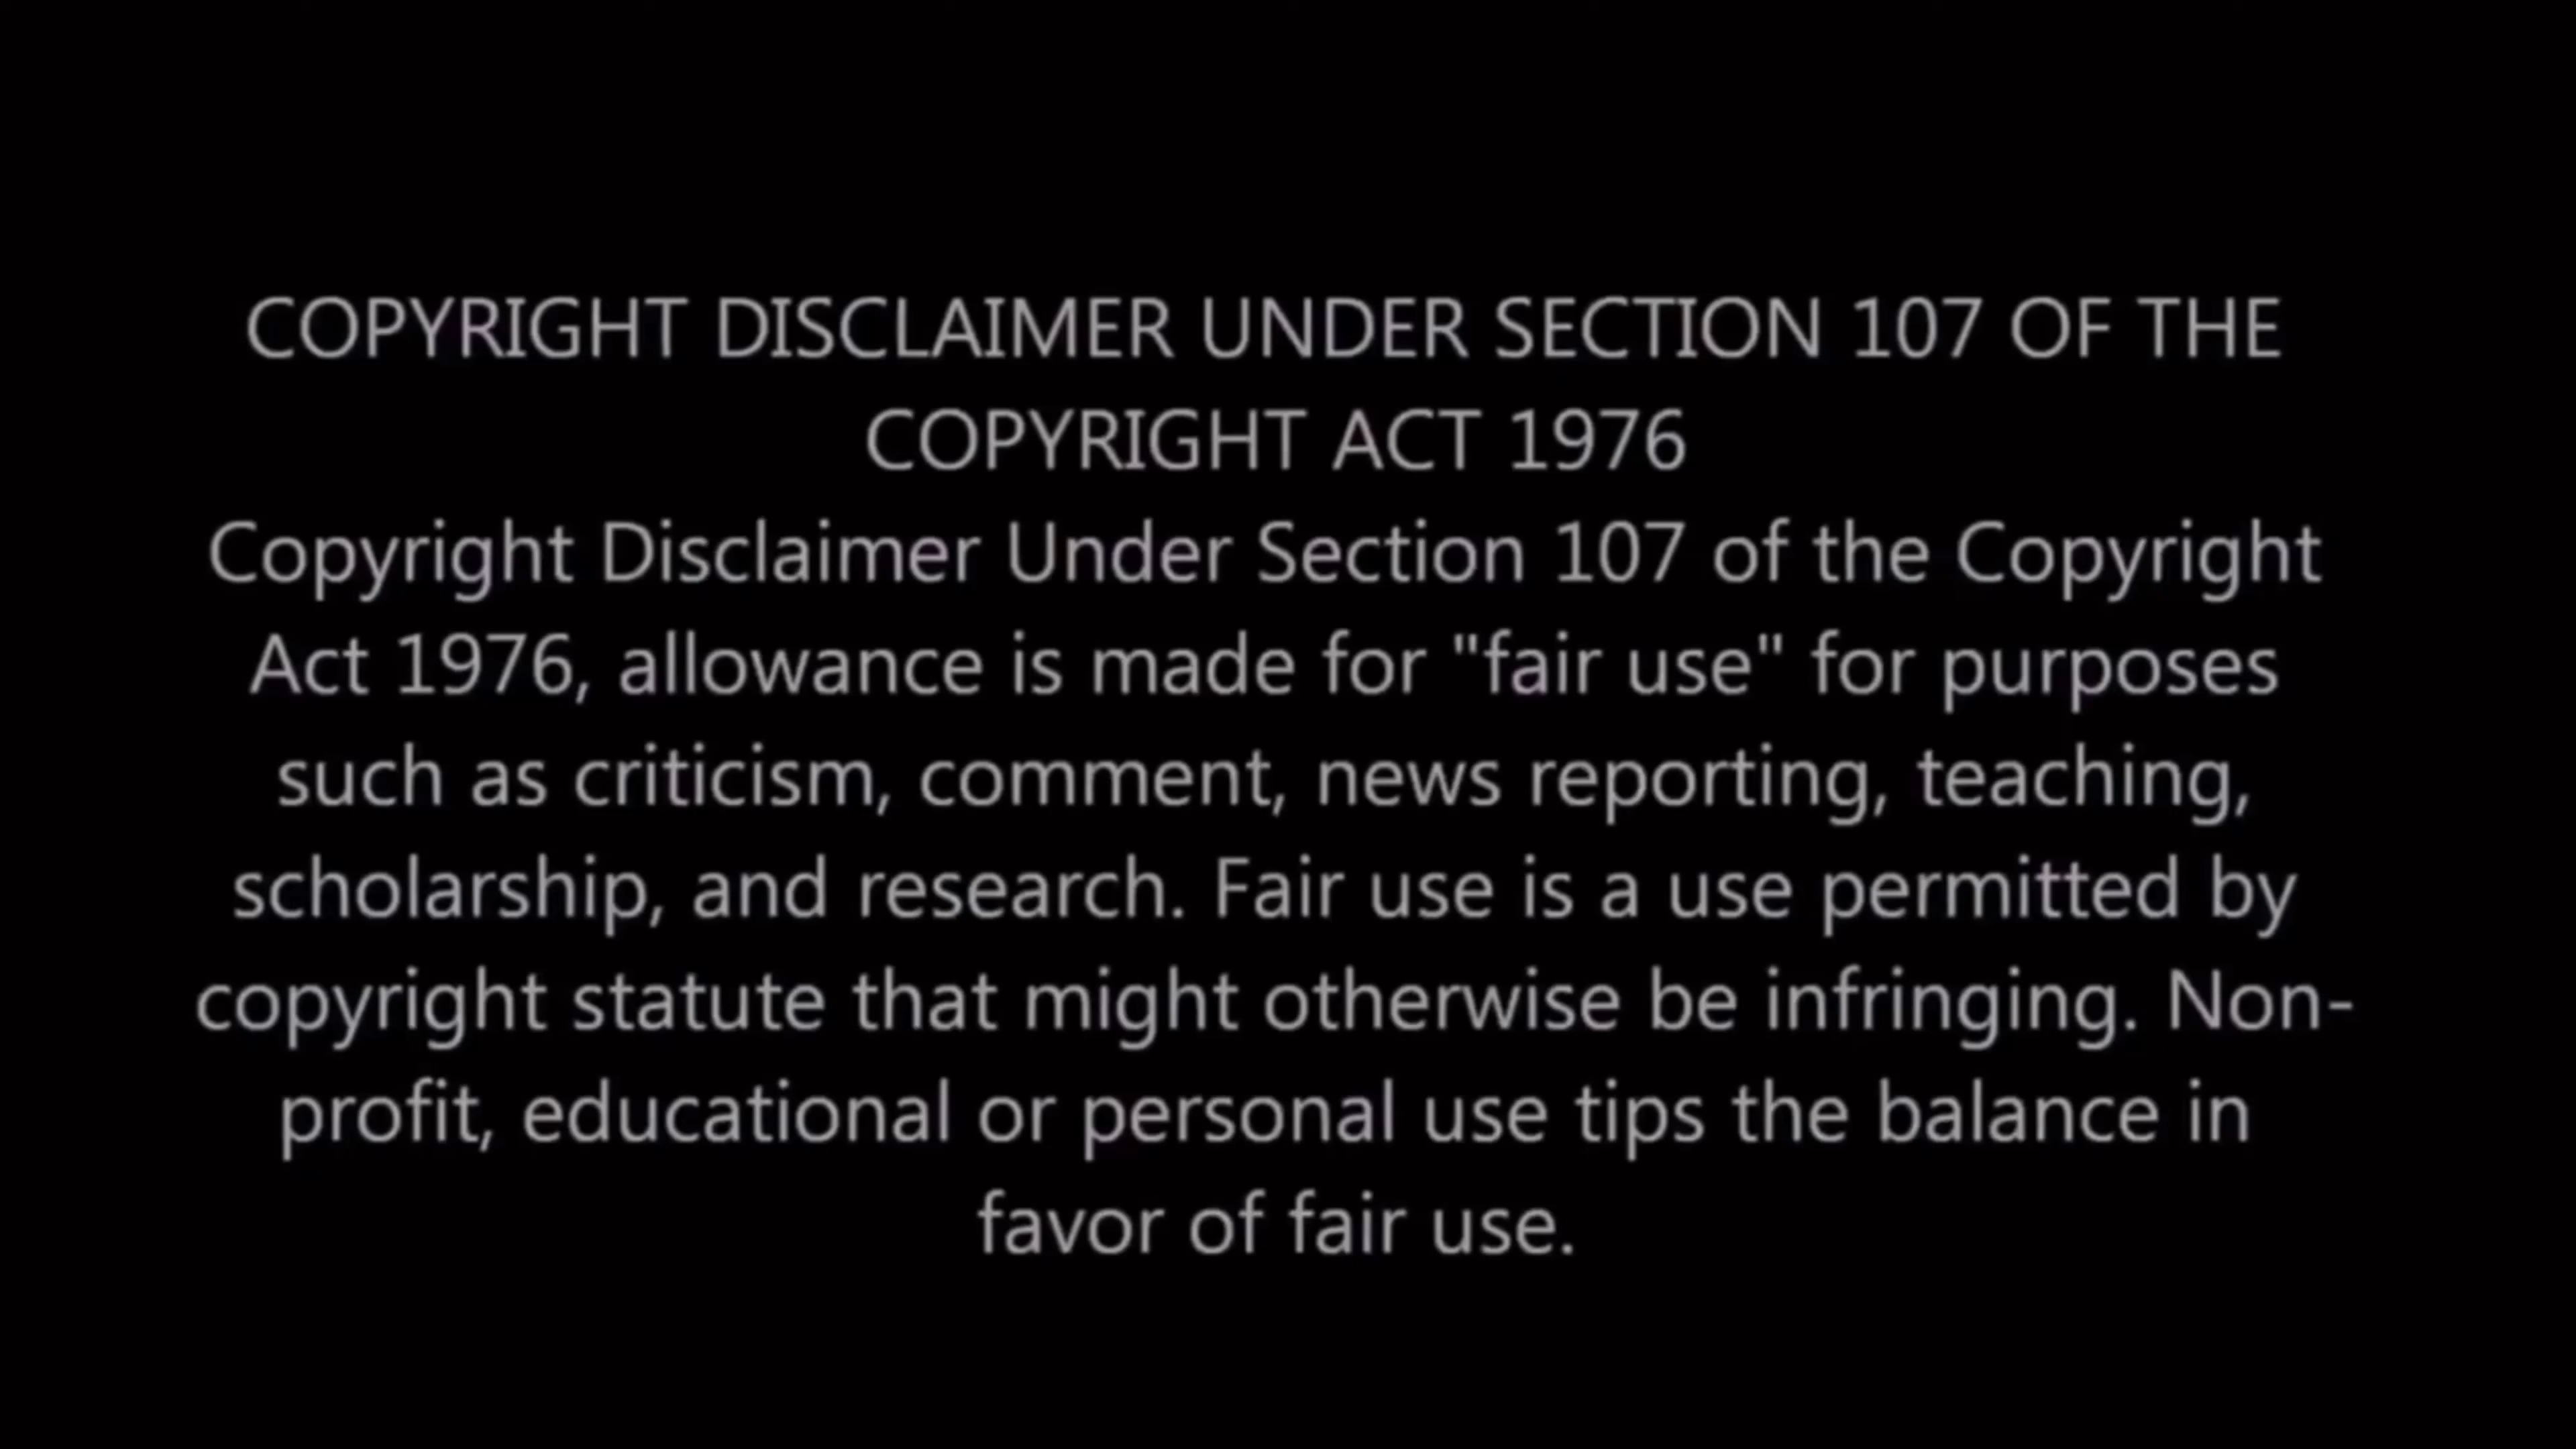 COPYRIGHT DISCLAIMER UNDER SECTION 107 OF THE
COPYRIGHT ACT 1976
Copyright Disclaimer Under Section 107 of the Copyright
Act 1976, allowance is made for "fair use" for purposes
such as criticism, comment, news reporting, teaching,
scholarship, and research. Fair use is a use permitted by
copyright statute that might otherwise be infringing. Non-
profit, educational or personal use tips the balance in
favor of fair use.